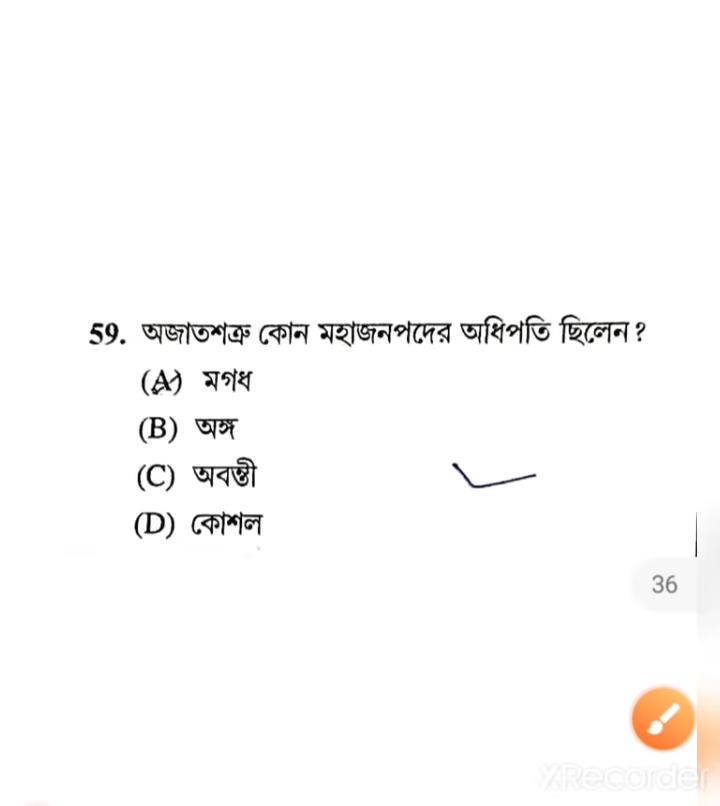 59. অজাতশত্রু কোন মহাজনপদের অধিপতি ছিলেন ?
(A) মগধ
(B) অঙ্গ
(C) অবন্তী
(D) কোশল
36
XRecorder